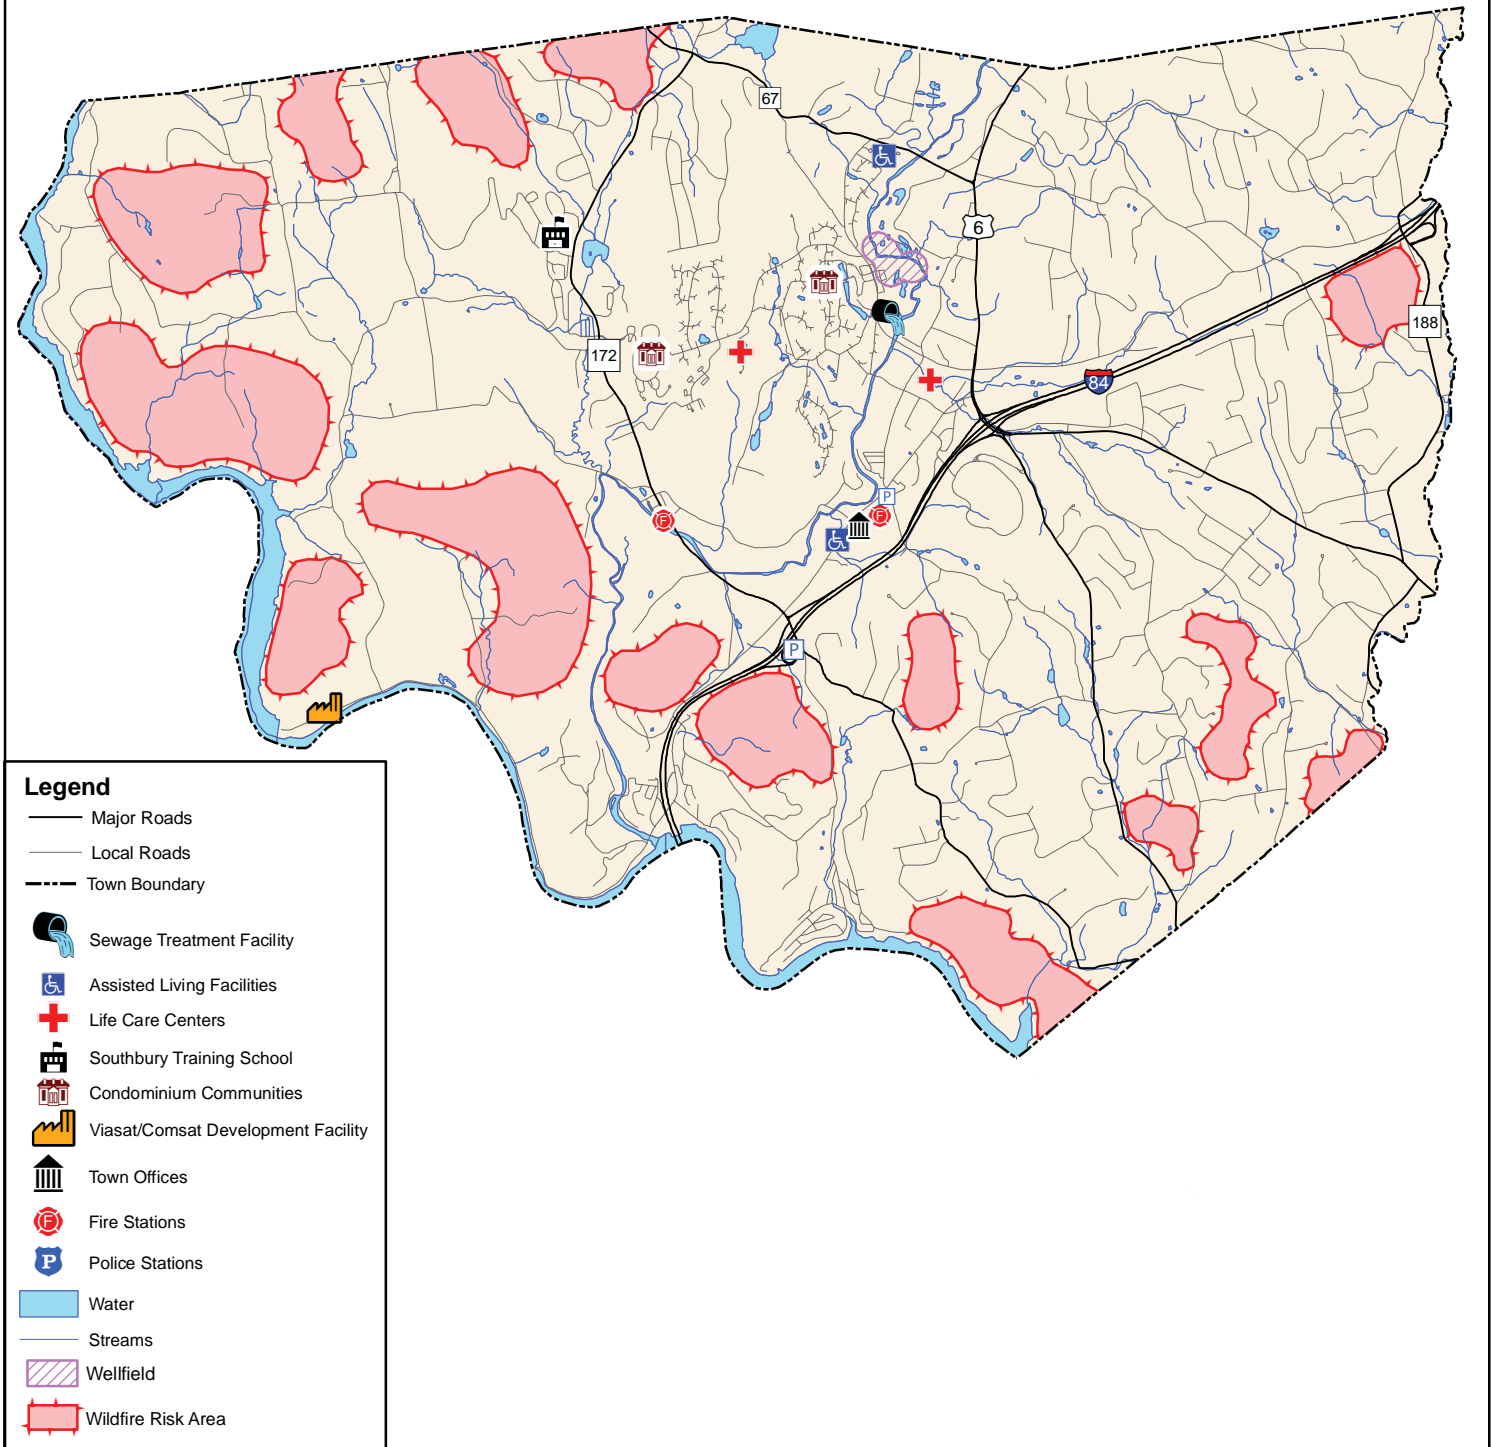 67
6
188
172
84
P
F
F
P
Legend
Major Roads
Local Roads
Town Boundary
Sewage Treatment Facility
Assisted Living Facilities
Life Care Centers
Southbury Training School
Condominium Communities
Viasat/Comsat Development Facility
Town Offices
F Fire Stations
P Police Stations
Water
Streams
Wellfield
Wildfire Risk Area